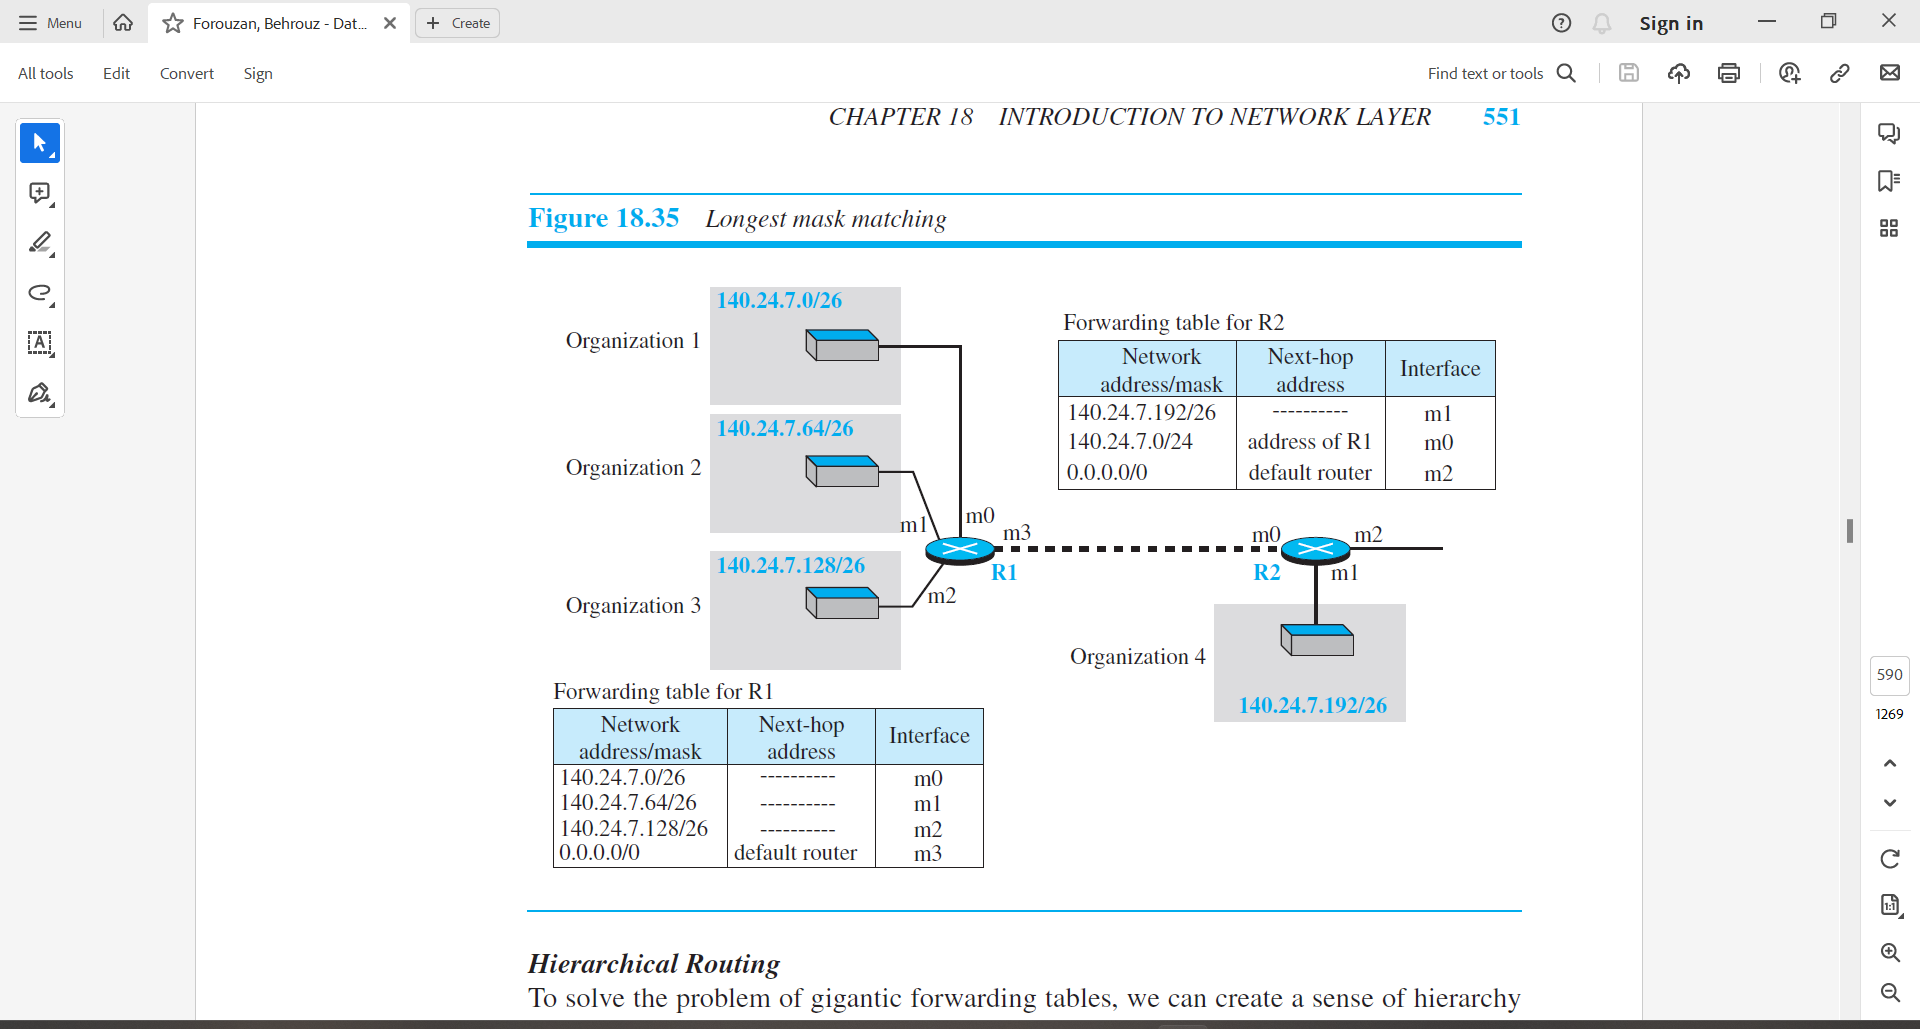 Menu
Forouzan, Behrouz - Dat...
Create
Sign in
All tools
Edit
Convert
Sign
Find text or tools
CHAPTER 18 INTRODUCTION TO NETWORK LAYER 551
Figure 18.35 Longest mask matching
140.24.7.0/26
Organization 1
140.24.7.64/26
Organization 2
140.24.7.128/26
Organization 3
m1
m0
m3
R1
m2
Forwarding table for R2
Network address/mask Next-hop address Interface
140.24.7.192/26 ---------- m1
140.24.7.0/24 address of R1 m0
0.0.0.0/0 default router m2
m0
m2
R2
m1
Organization 4
140.24.7.192/26
Forwarding table for R1
Network address/mask Next-hop address Interface
140.24.7.0/26 ---------- m0
140.24.7.64/26 ---------- m1
140.24.7.128/26 ---------- m2
0.0.0.0/0 default router m3
Hierarchical Routing
To solve the problem of gigantic forwarding tables, we can create a sense of hierarchy
590
1269
1:1